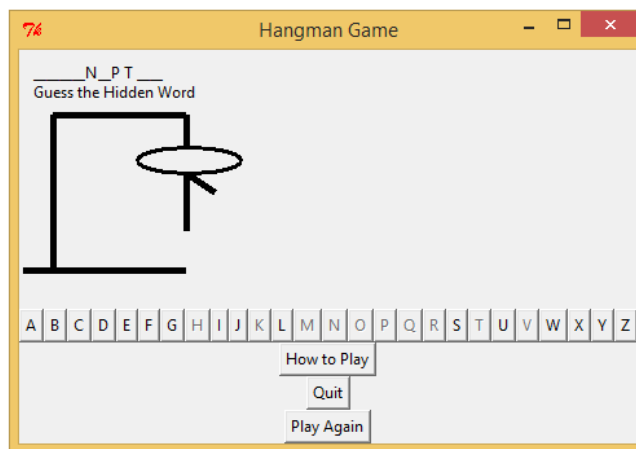 Hangman Game
_______N__P T ___
Guess the Hidden Word
A B C D E F G H I J K L M N O P Q R S T U V W X Y Z
How to Play
Quit
Play Again